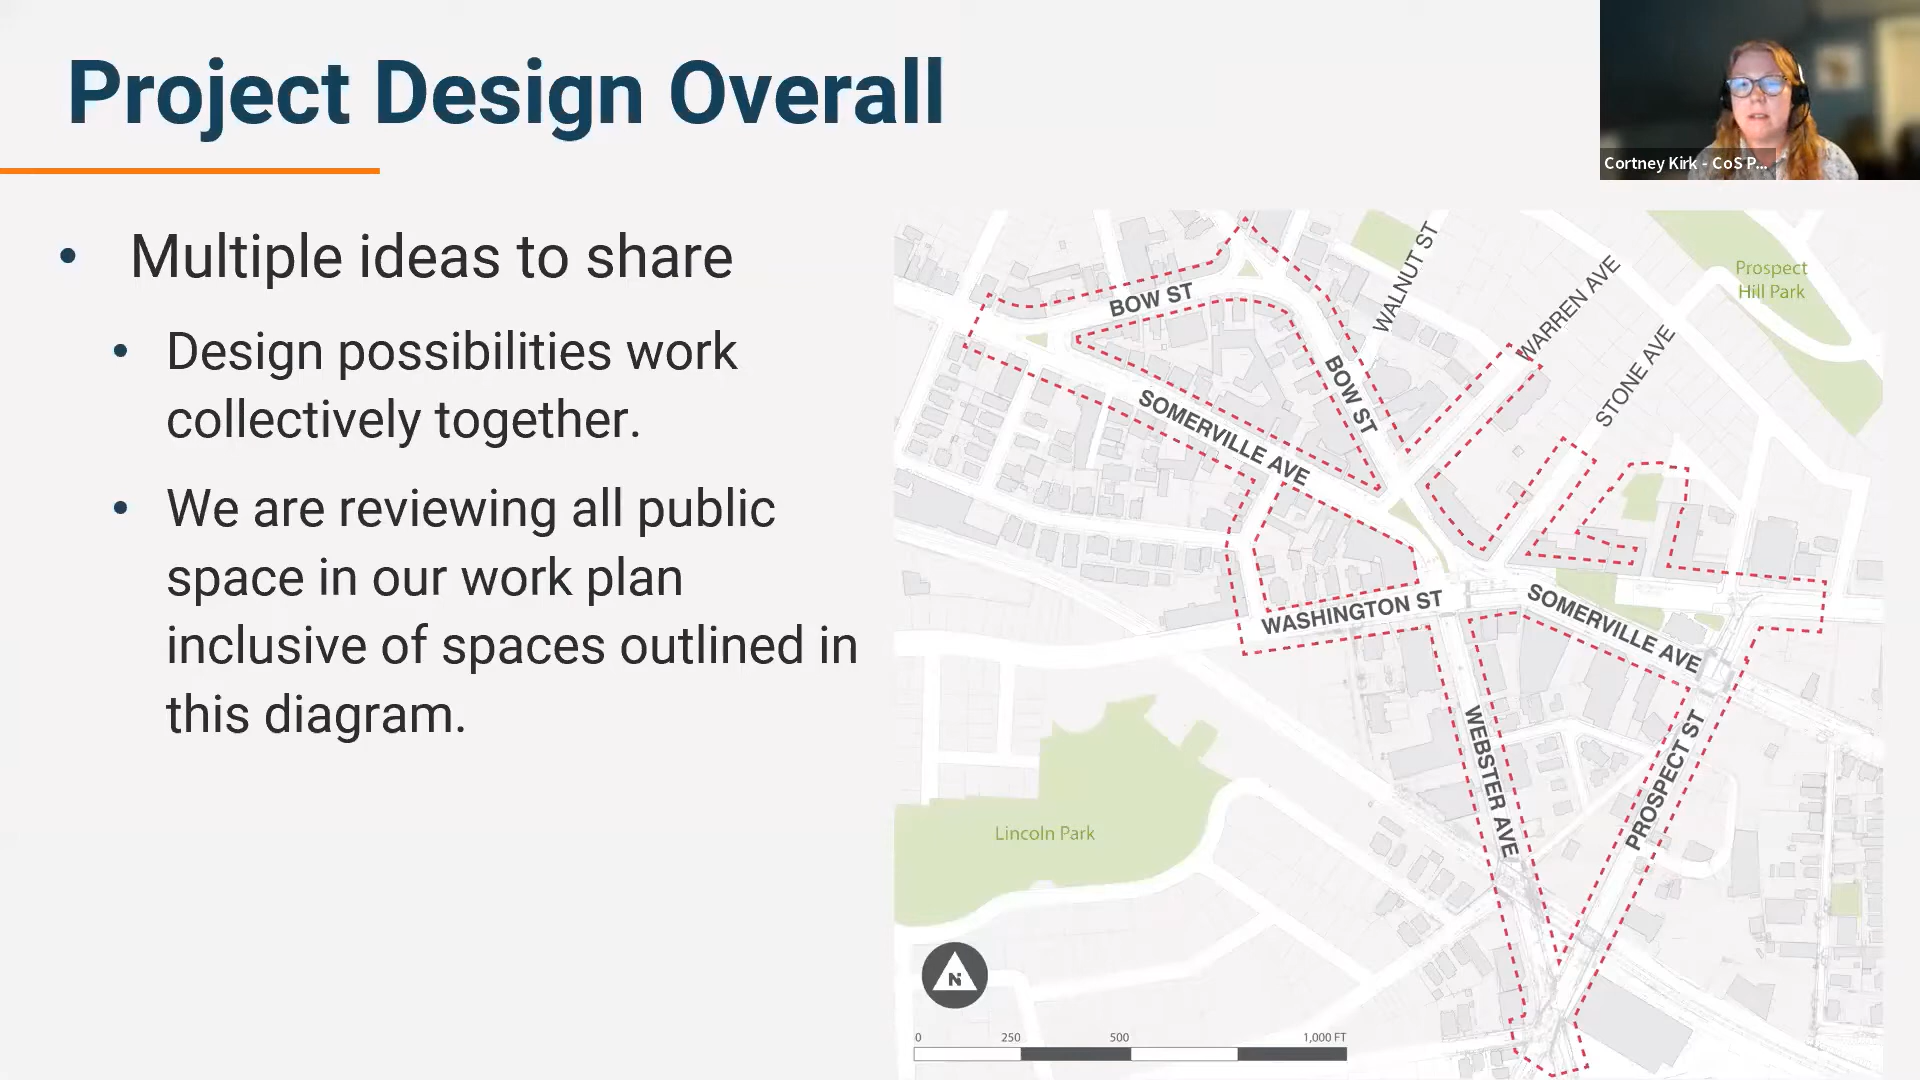 Project Design Overall
Cortney Kirk - CoS P...
• Multiple ideas to share
• Design possibilities work
collectively together.
• We are reviewing all public
space in our work plan
inclusive of spaces outlined in
this diagram.
BOW ST
WALNUT ST
WARREN AVE
Prospect
Hill Park
STONE AVE
BOW ST
SOMERVILLE AVE
WASHINGTON ST
SOMERVILLE AVE
WEBSTER AVE
PROSPECT ST
Lincoln Park
N
0 250 500 1,000 FT